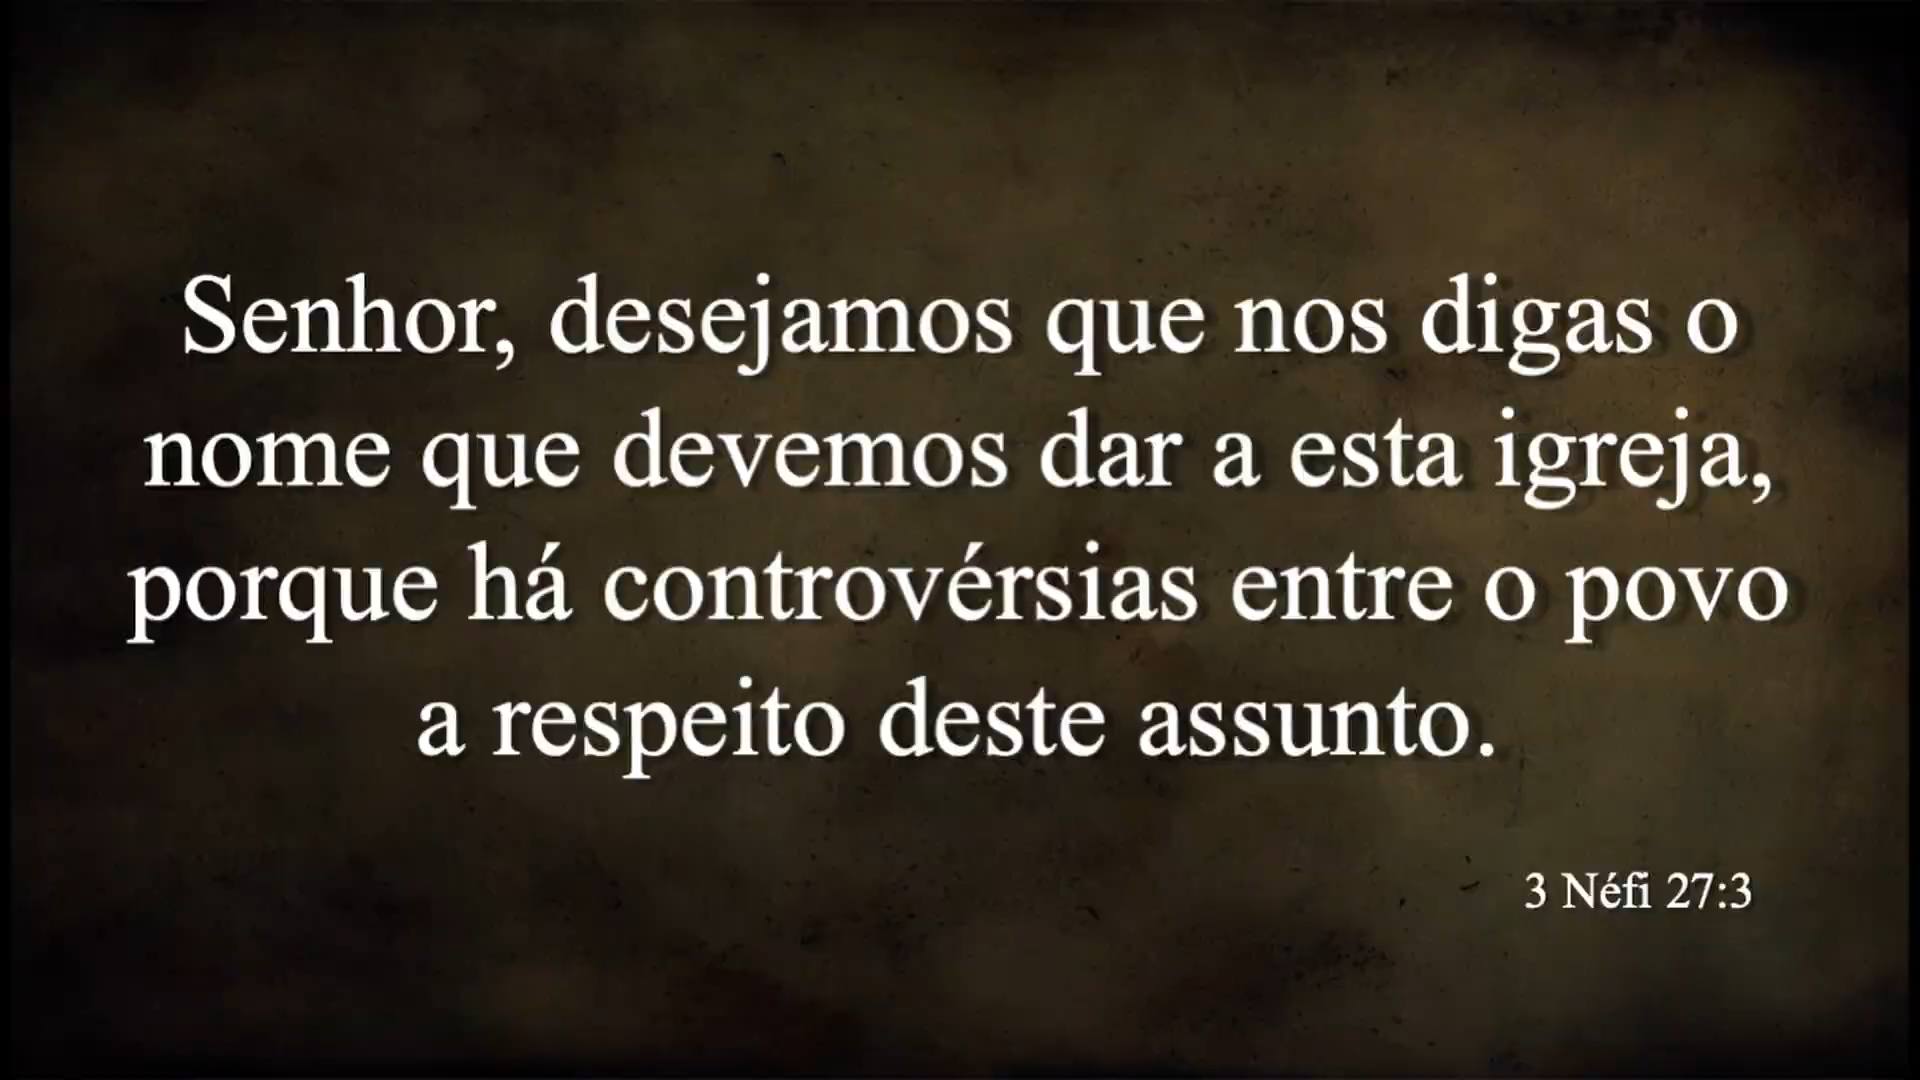 Senhor, desejamos que nos digas o
nome que devemos dar a esta igreja,
porque há controvérsias entre o povo
a respeito deste assunto.
3 Néfi 27:3